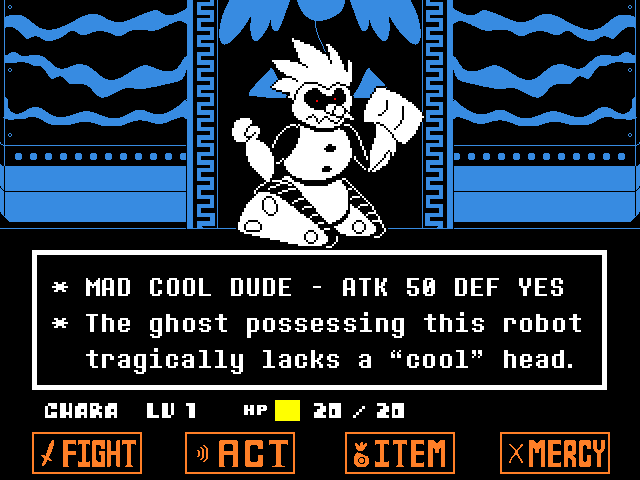 * MAD COOL DUDE - ATK 50 DEF YES
* The ghost possessing this robot
tragically lacks a “cool” head.
CHARA LV 1 HP 20 / 20
FIGHT ACT ITEM MERCY